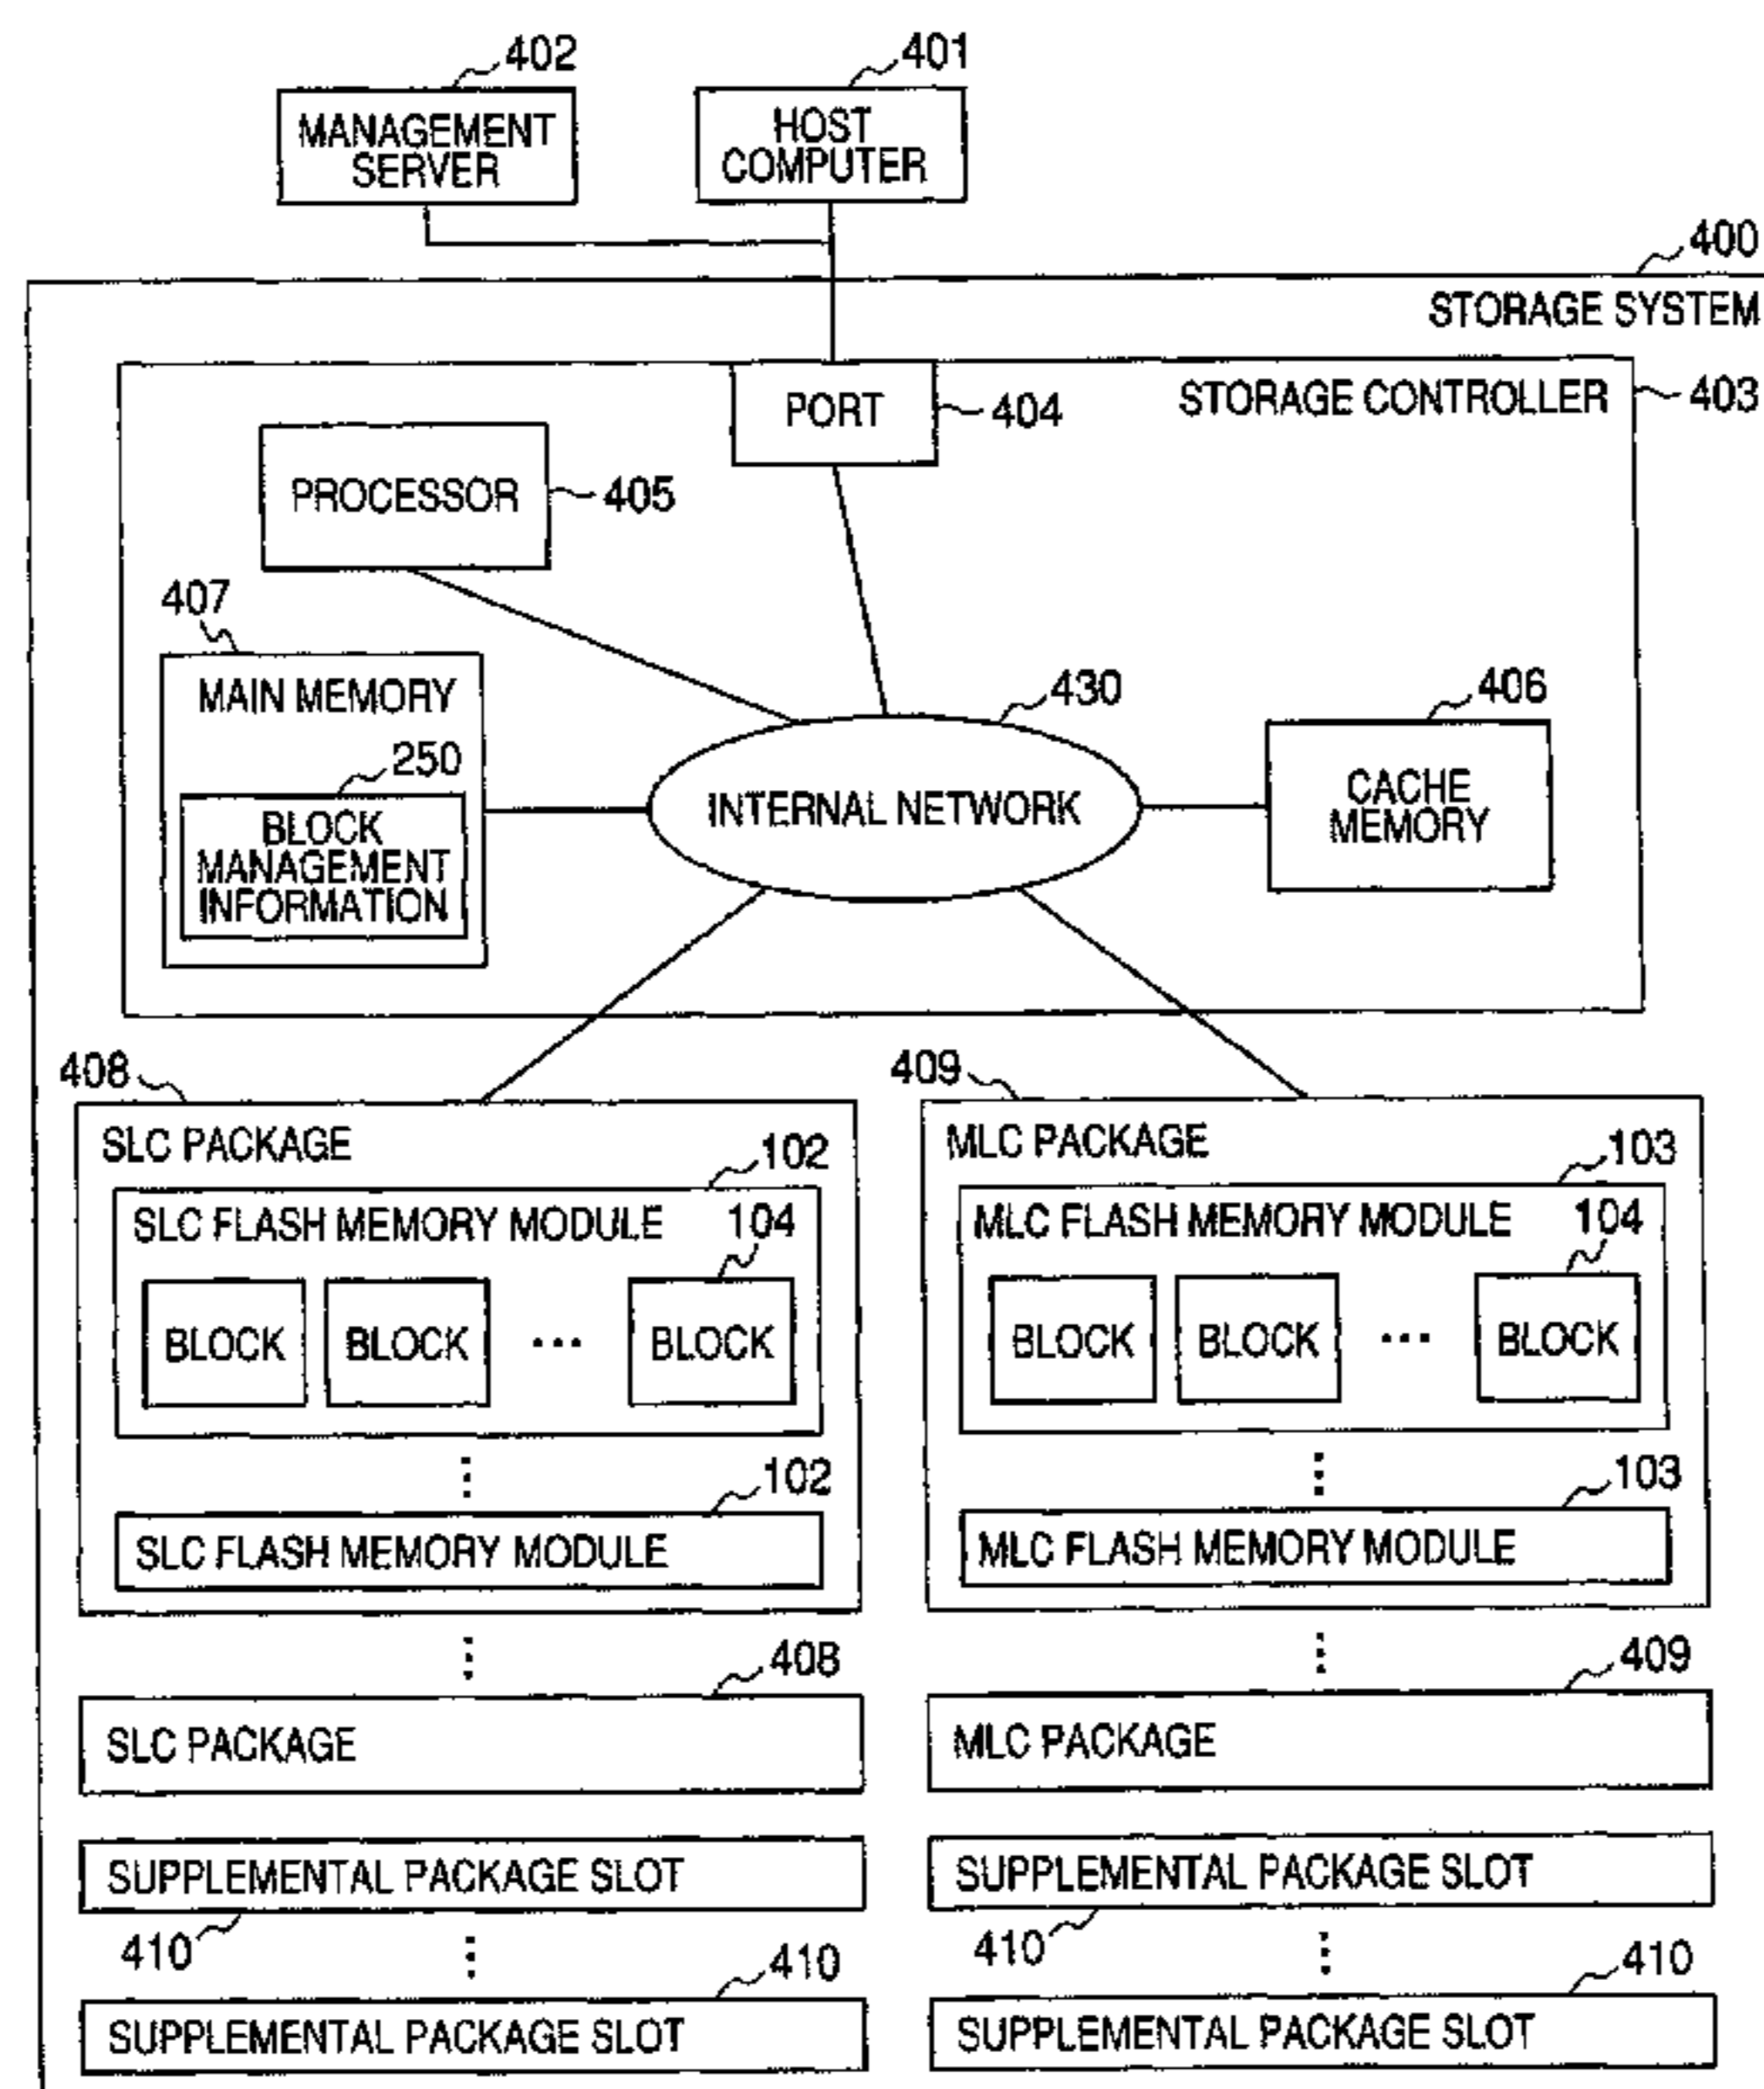 402
401
MANAGEMENT
SERVER
HOST
COMPUTER
400
STORAGE SYSTEM
PORT
404
STORAGE CONTROLLER
403
PROCESSOR
405
407
MAIN MEMORY
250
BLOCK
MANAGEMENT
INFORMATION
430
INTERNAL NETWORK
406
CACHE
MEMORY
408
SLC PACKAGE
102
SLC FLASH MEMORY MODULE
104
BLOCK
BLOCK
...
BLOCK
102
SLC FLASH MEMORY MODULE
408
SLC PACKAGE
SUPPLEMENTAL PACKAGE SLOT
410
410
SUPPLEMENTAL PACKAGE SLOT
409
MLC PACKAGE
103
MLC FLASH MEMORY MODULE
104
BLOCK
BLOCK
...
BLOCK
103
MLC FLASH MEMORY MODULE
409
MLC PACKAGE
SUPPLEMENTAL PACKAGE SLOT
410
410
SUPPLEMENTAL PACKAGE SLOT